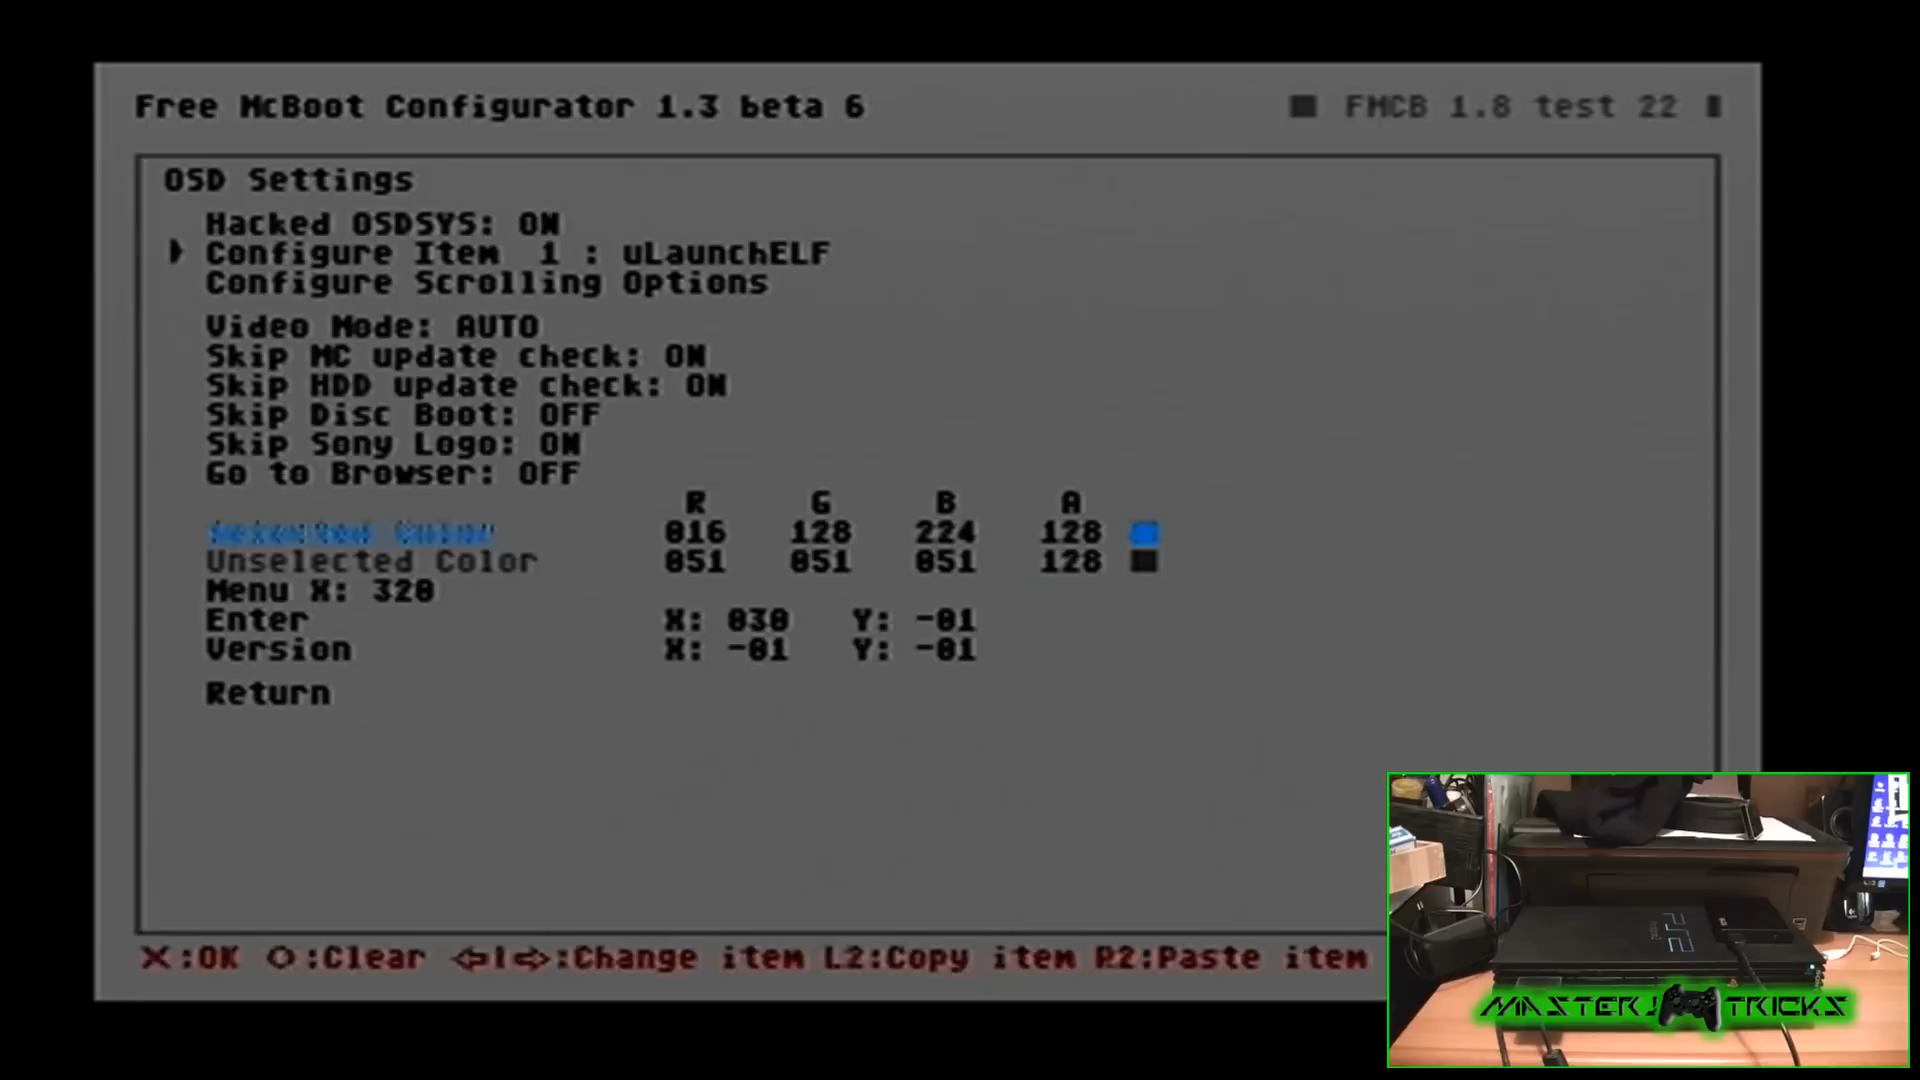 Free McBoot Configurator 1.3 beta 6
FMCB 1.8 test 22
OSD Settings
Hacked OSDSYS: ON
Configure Item 1 : uLaunchELF
Configure Scrolling Options
Video Mode: AUTO
Skip MC update check: ON
Skip HDD update check: ON
Skip Disc Boot: OFF
Skip Sony Logo: ON
Go to Browser: OFF
R G B A
Selected Color 016 128 224 128
Unselected Color 051 051 051 128
Menu X: 320
Enter X: 030 Y: -01
Version X: -01 Y: -01
Return
X:OK O:Clear ⇦|⇨:Change item L2:Copy item R2:Paste item
PS2
MASTERJ TRICKS